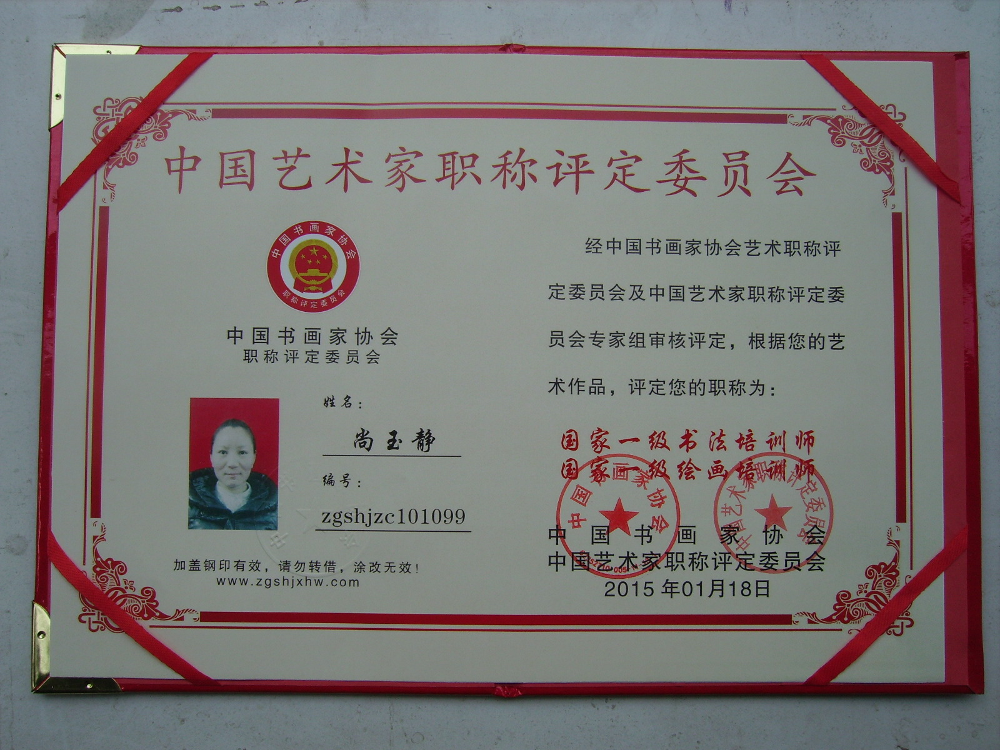 中国艺术家职称评定委员会
中国书画家协会
职称评定委员会
中国书画家协会
职称评定委员会
姓名：
尚玉静
编号：
zgshjzc101099
加盖钢印有效，请勿转借，涂改无效！
www.zgshjxhw.com
经中国书画家协会艺术职称评
定委员会及中国艺术家职称评定委
员会专家组审核评定，根据您的艺
术作品，评定您的职称为：
国家一级书法培训师
国家一级绘画培训师
中国书画家协会
中国艺术家职称评定委员会
中国书画家协会
中国艺术家职称评定委员会
2015 年01月18日